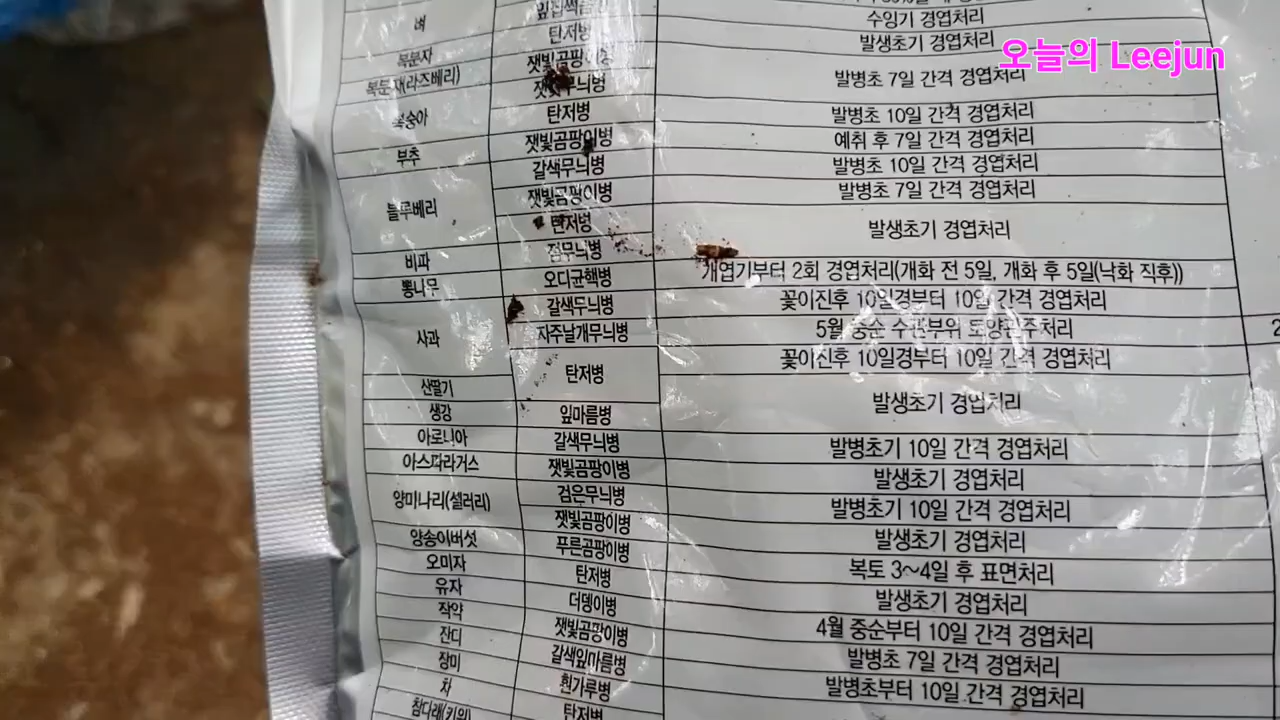 오늘의 Leejun
수잉기 경엽처리
벼 탄저병 발생초기 경엽처리
복분자 잿빛곰팡이병
발병초 7일 간격 경엽처리
탄저병 발병초 10일 간격 경엽처리
부추 잿빛곰팡이병 예취 후 7일 간격 경엽처리
갈색무늬병 발병초 10일 간격 경엽처리
블루베리 잿빛곰팡이병 발병초 7일 간격 경엽처리
탄저병 발생초기 경엽처리
비파 점무늬병
뽕나무 오디균핵병 개엽기부터 2회 경엽처리(개화 전 5일, 개화 후 5일(낙화 직후))
사과 갈색무늬병 꽃이진후 10일경부터 10일 간격 경엽처리
자주날개무늬병 5월 중순 수관부위 토양관주처리 2
탄저병 꽃이진후 10일경부터 10일 간격 경엽처리
산딸기 발생초기 경엽처리
생강 잎마름병
아로니아 갈색무늬병 발병초기 10일 간격 경엽처리
아스파라거스 잿빛곰팡이병 발생초기 경엽처리
양미나리(셀러리) 검은무늬병 발병초기 10일 간격 경엽처리
잿빛곰팡이병 발생초기 경엽처리
양송이버섯 푸른곰팡이병 복토 3~4일 후 표면처리
오미자 탄저병 발생초기 경엽처리
유자 더뎅이병 4월 중순부터 10일 간격 경엽처리
작약 잿빛곰팡이병 발병초 7일 간격 경엽처리
잔디 갈색잎마름병 발병초부터 10일 간격 경엽처리
장미 흰가루병
차 탄저병
참다래(키위)